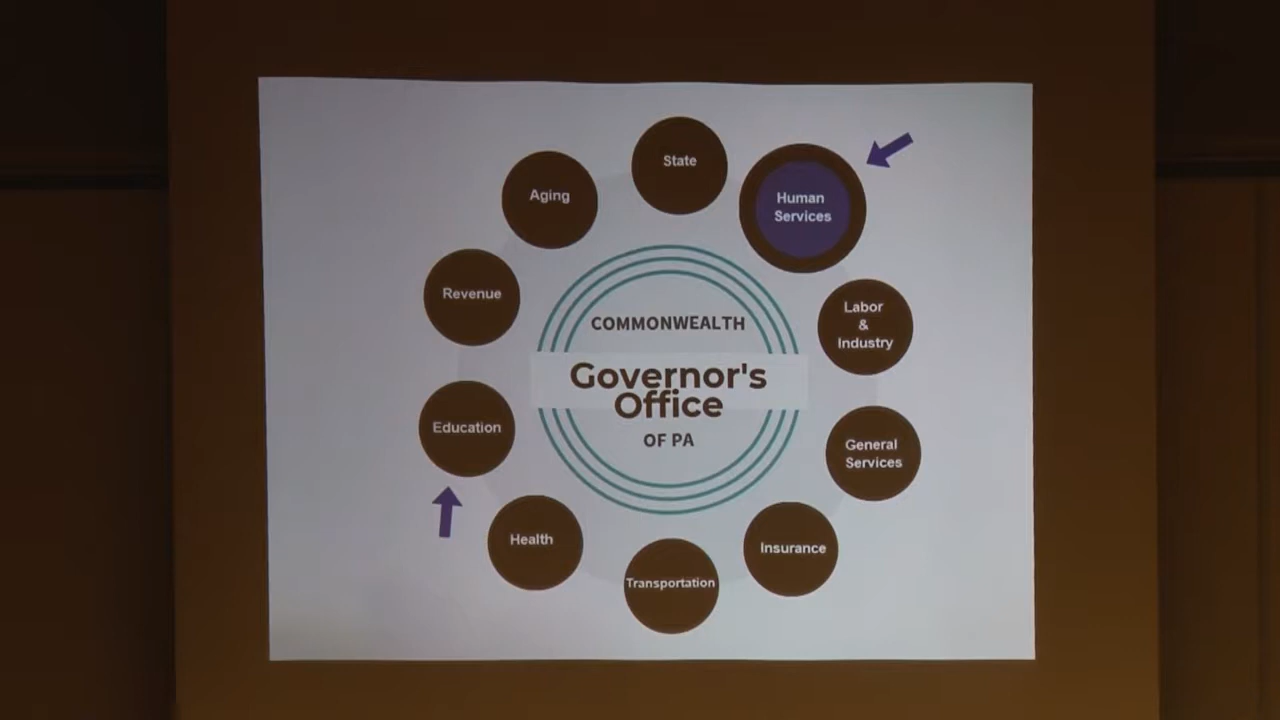 State
Human
Services
Aging
Labor
&
Industry
Revenue
COMMONWEALTH
Governor's
Office
OF PA
Education
General
Services
Health
Insurance
Transportation